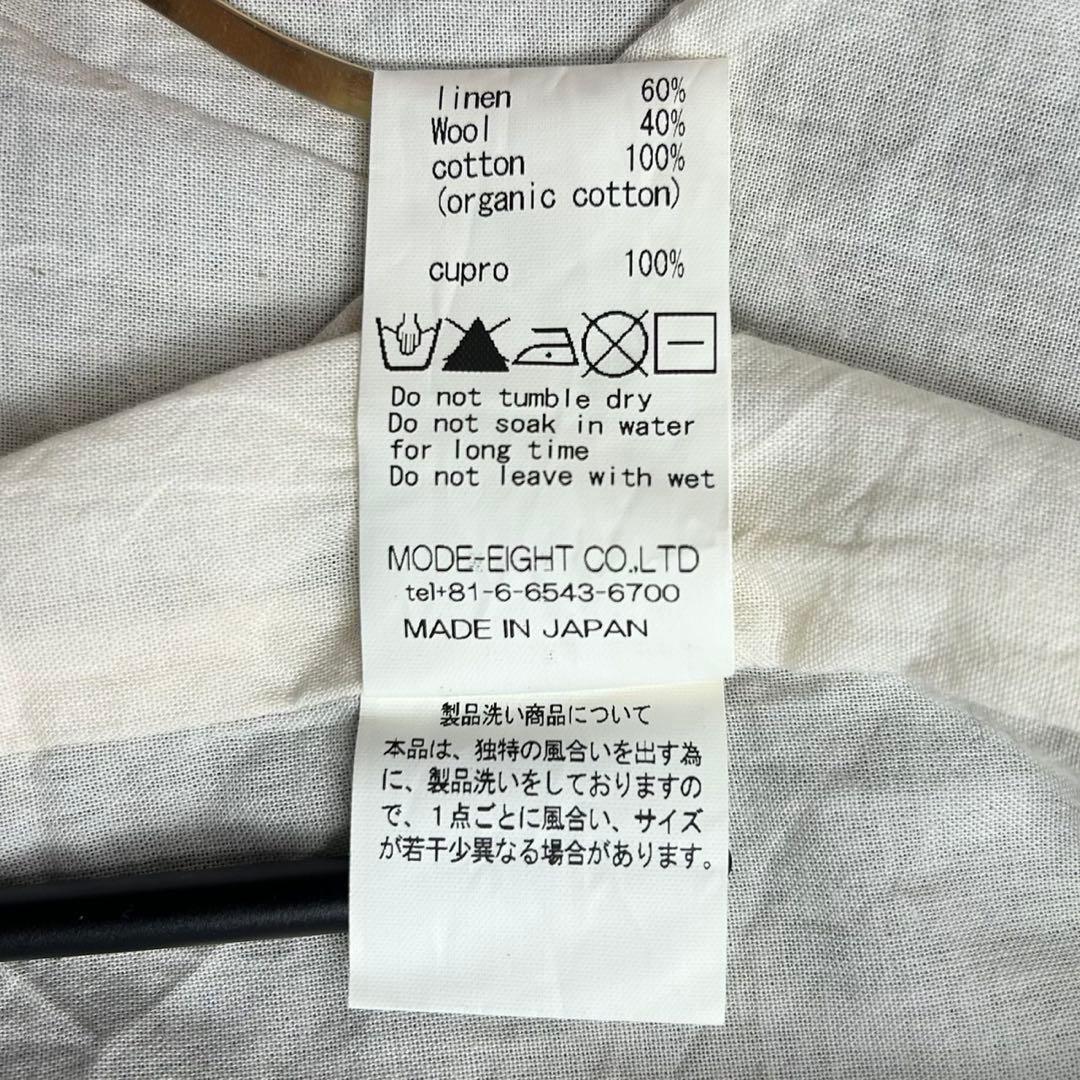 linen 60%
Wool 40%
cotton 100%
(organic cotton)
cupro 100%
Do not tumble dry
Do not soak in water
for long time
Do not leave with wet
MODE-EIGHT CO.,LTD
tel+81-6-6543-6700
MADE IN JAPAN
製品洗い商品について
本品は、独特の風合いを出す為
に、製品洗いをしておりますの
で、１点ごとに風合い、サイズ
が若干少異なる場合があります。